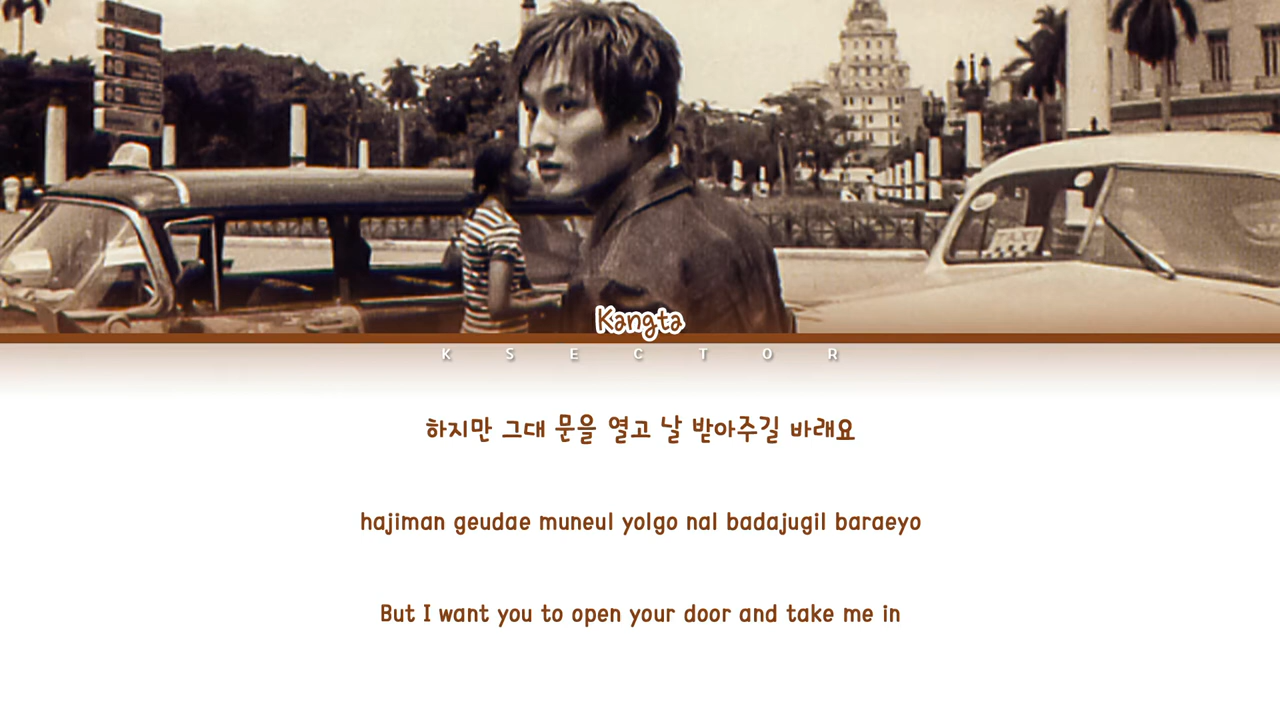 Kangta
K S E C T O R
하지만 그대 문을 열고 날 받아주길 바래요
hajiman geudae muneul yolgo nal badajugil baraeyo
But I want you to open your door and take me in